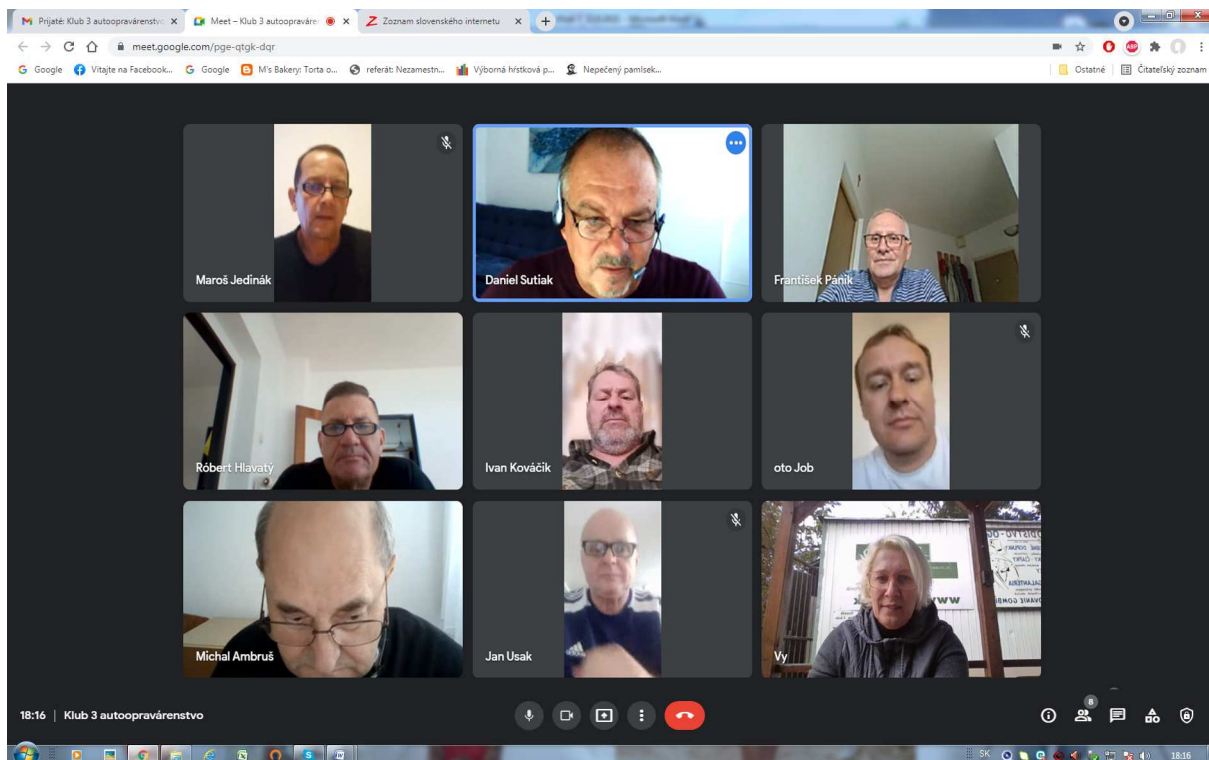 Prijaté: Klub 3 autoopravárenstvo
Meet – Klub 3 autoopraváren
Zoznam slovenského internetu
meet.google.com/pge-qtgk-dqr
ABP
Google
Vitajte na Facebook...
Google
M's Bakery: Torta o...
referát: Nezamestn...
Výborná hŕstková p...
Nepečený pamlsek...
Ostatné
Čitateľský zoznam
Maroš Jedinák
Daniel Sutiak
František Pánik
Róbert Hlavatý
Ivan Kováčik
oto Job
Michal Ambruš
Jan Usak
Vy
www
18:16 | Klub 3 autoopravárenstvo
8
SK
18:16